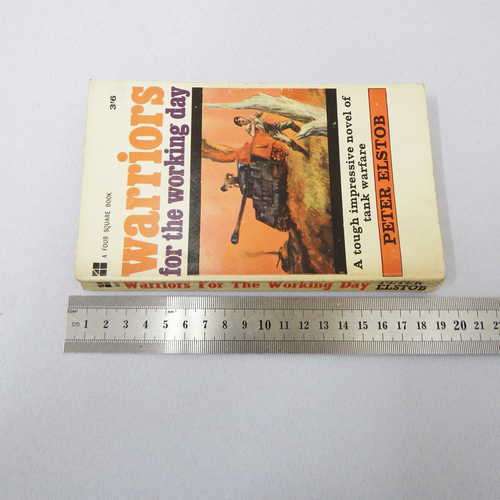 3'6
warriors
for the working day
A FOUR SQUARE BOOK
A tough impressive novel of
tank warfare
PETER ELSTOB
Warriors For The Working Day
PETER
ELSTOB
cm 1 2 3 4 5 6 7 8 9 10 11 12 13 14 15 16 17 18 19 20 21 2